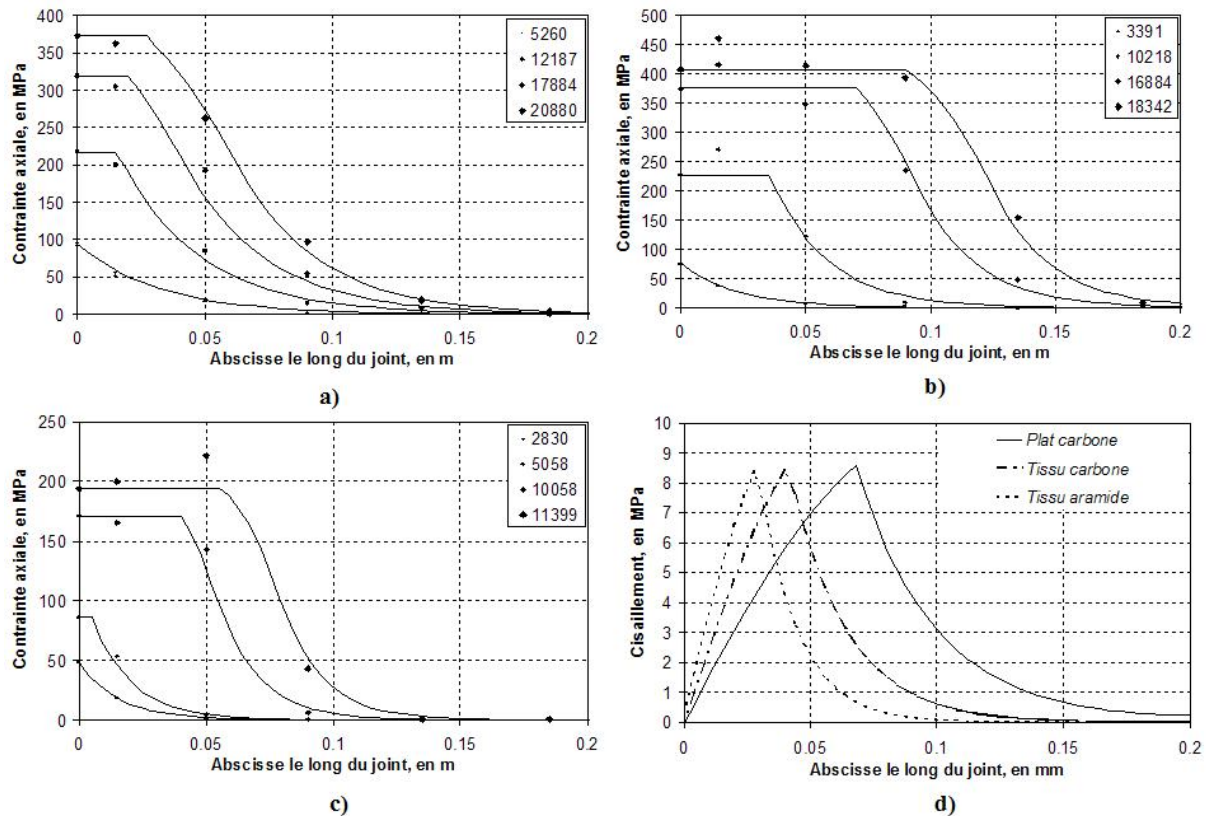 Contrainte axiale, en MPa
400
350
300
250
200
150
100
50
0
5260
12187
17884
20880
0 0.05 0.1 0.15 0.2
Abscisse le long du joint, en m
a)
Contrainte axiale, en MPa
500
450
400
350
300
250
200
150
100
50
0
3391
10218
16884
18342
0 0.05 0.1 0.15 0.2
Abscisse le long du joint, en m
b)
Contrainte axiale, en MPa
250
200
150
100
50
0
2830
5058
10058
11399
0 0.05 0.1 0.15 0.2
Abscisse le long du joint, en m
c)
Cisaillement, en MPa
10
9
8
7
6
5
4
3
2
1
0
Plat carbone
Tissu carbone
Tissu aramide
0 0.05 0.1 0.15 0.2
Abscisse le long du joint, en mm
d)